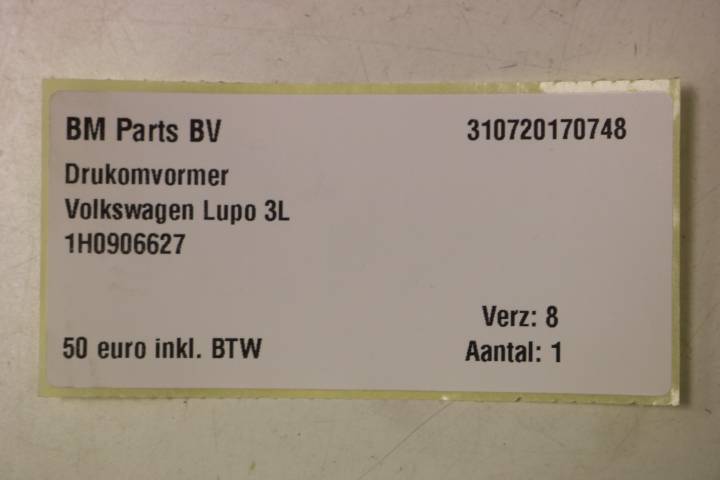 BM Parts BV 310720170748
Drukomvormer
Volkswagen Lupo 3L
1H0906627
Verz: 8
50 euro inkl. BTW Aantal: 1